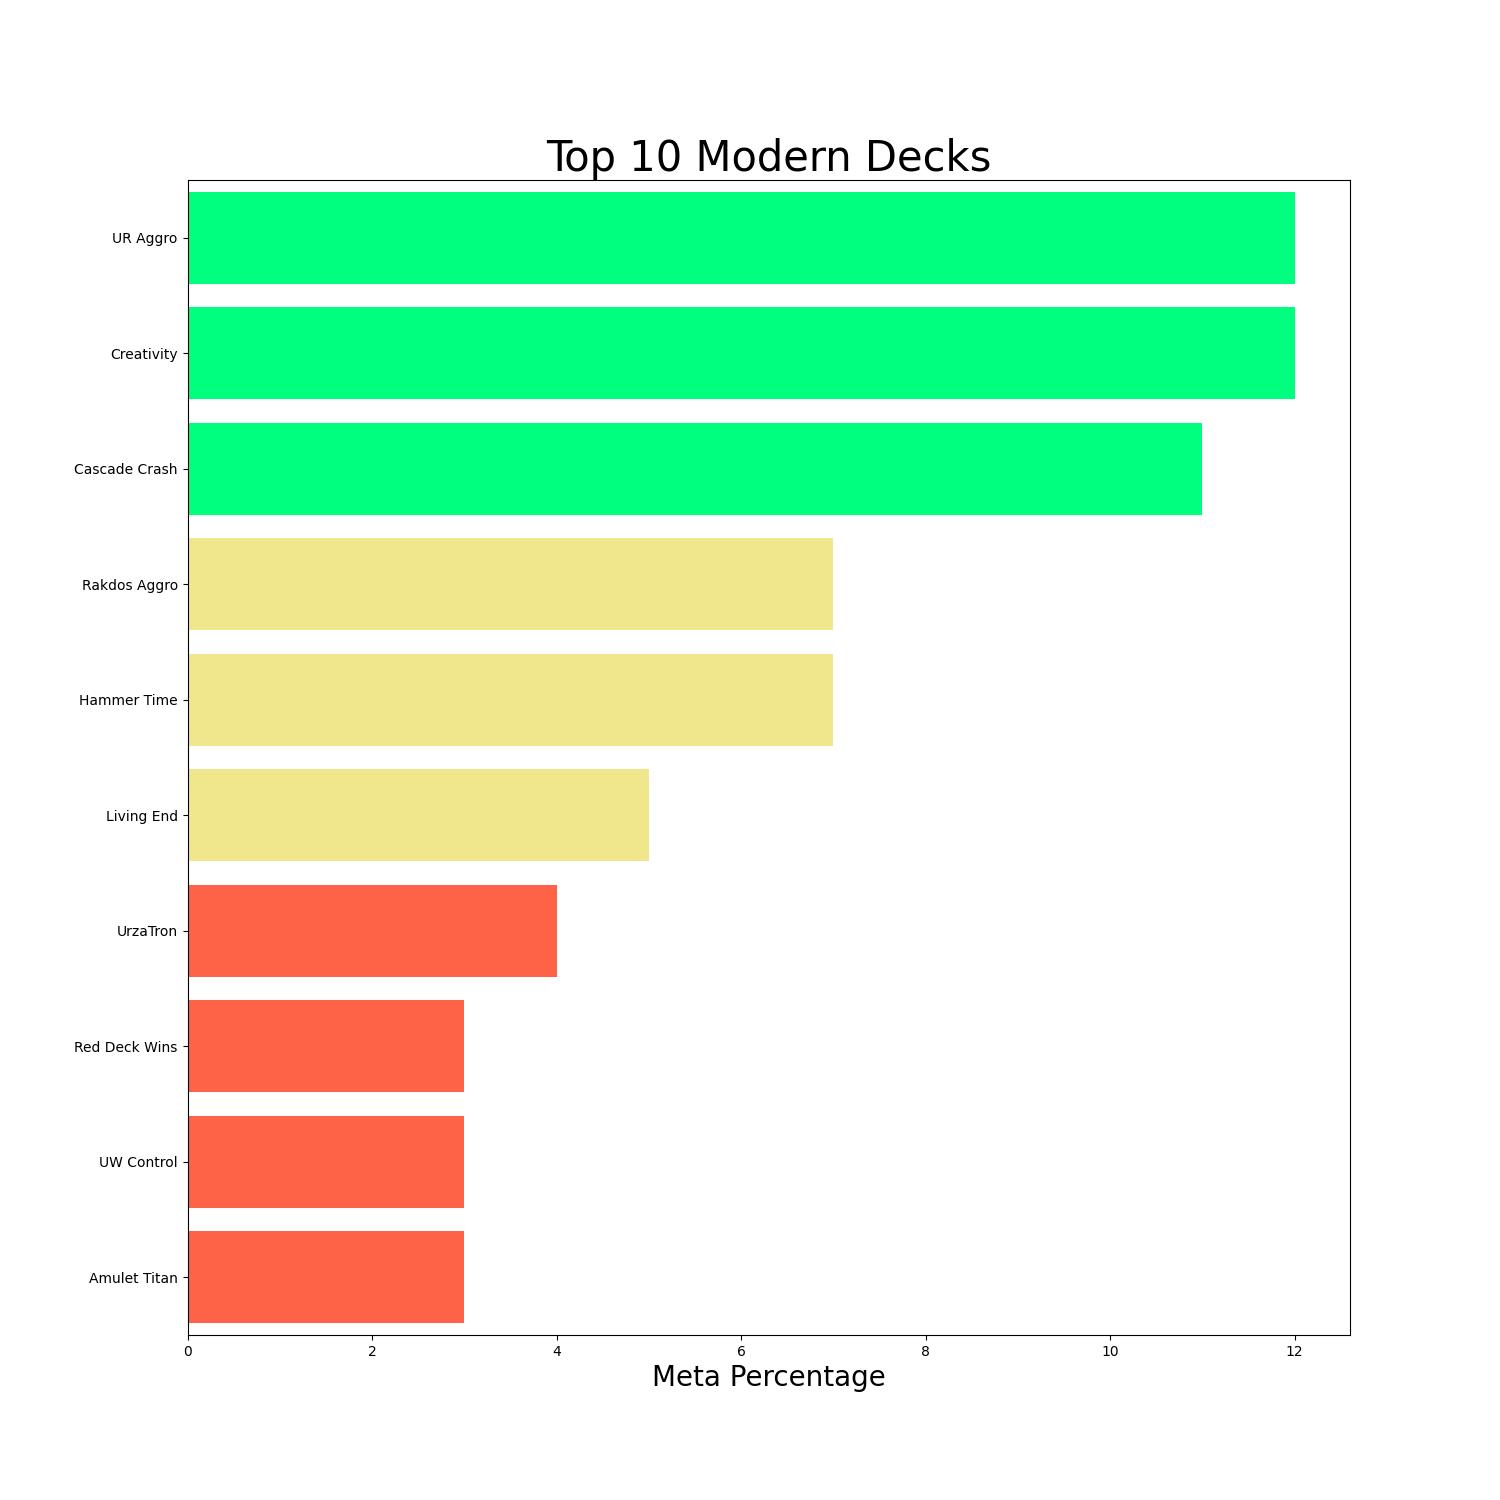 Top 10 Modern Decks
UR Aggro
Creativity
Cascade Crash
Rakdos Aggro
Hammer Time
Living End
UrzaTron
Red Deck Wins
UW Control
Amulet Titan
0 2 4 6 8 10 12
Meta Percentage